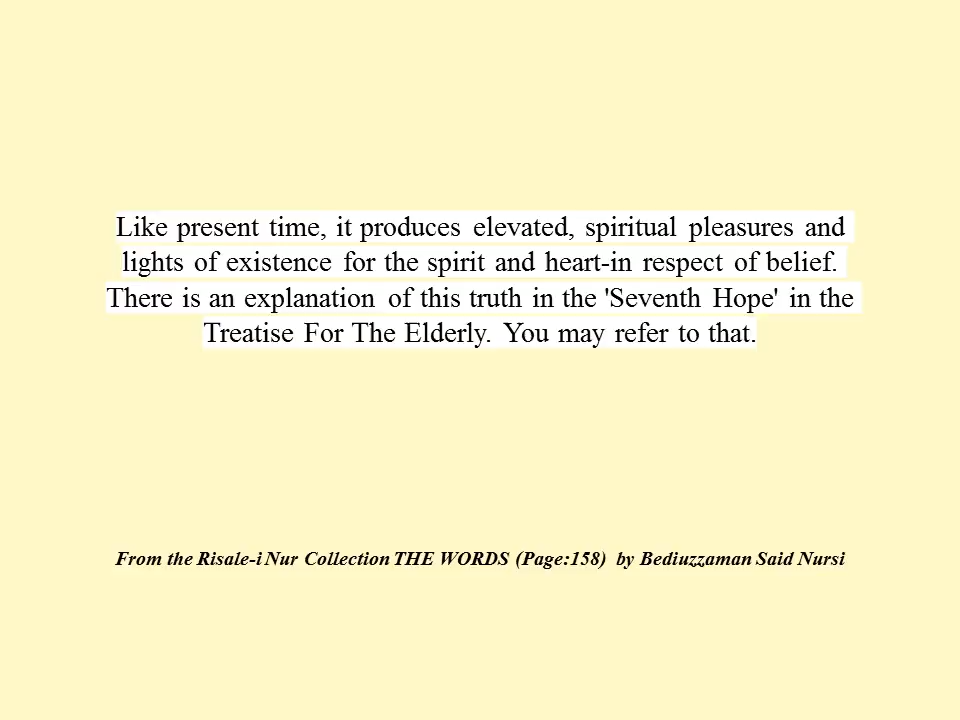 Like present time, it produces elevated, spiritual pleasures and
lights of existence for the spirit and heart-in respect of belief.
There is an explanation of this truth in the 'Seventh Hope' in the
Treatise For The Elderly. You may refer to that.
From the Risale-i Nur Collection THE WORDS (Page:158) by Bediuzzaman Said Nursi